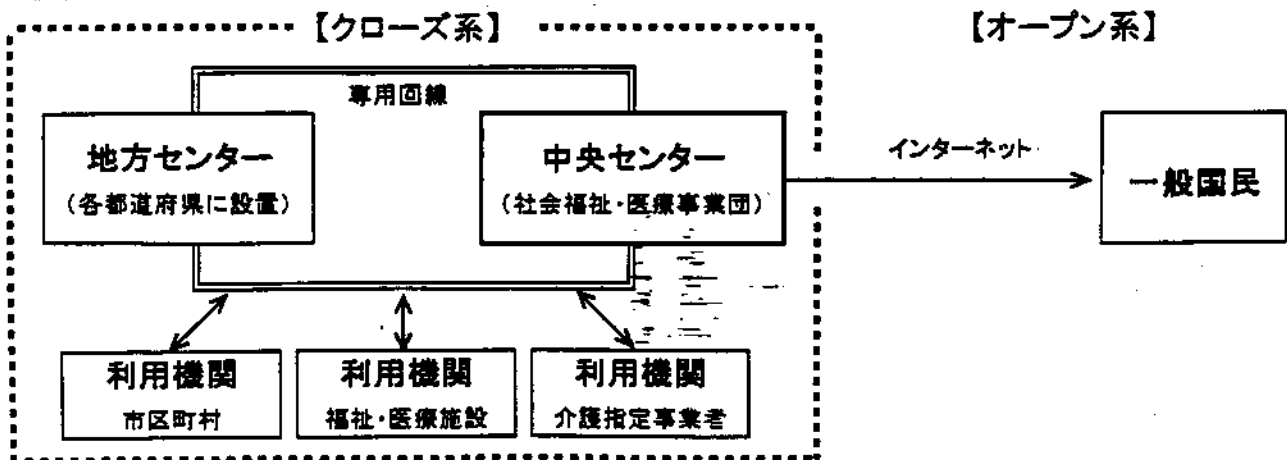 【クローズ系】
【オープン系】
専用回線
地方センター
(各都道府県に設置)
中央センター
(社会福祉・医療事業団)
インターネット
一般国民
利用機関
市区町村
利用機関
福祉・医療施設
利用機関
介護指定事業者